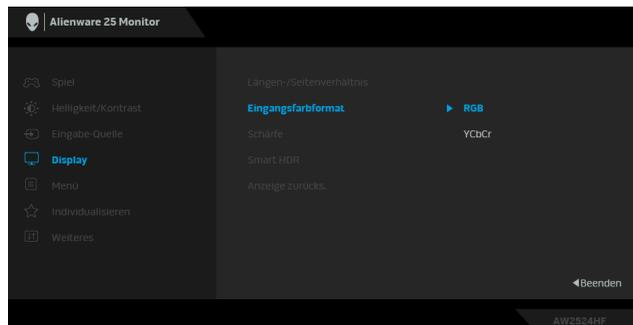 Alienware 25 Monitor
Spiel
Helligkeit/Kontrast
Eingabe-Quelle
Display
Menü
Individualisieren
Weiteres
Längen-/Seitenverhältnis
Eingangsfarbformat RGB
Schärfe YCbCr
Smart HDR
Anzeige zurücks.
Beenden
AW2524HF